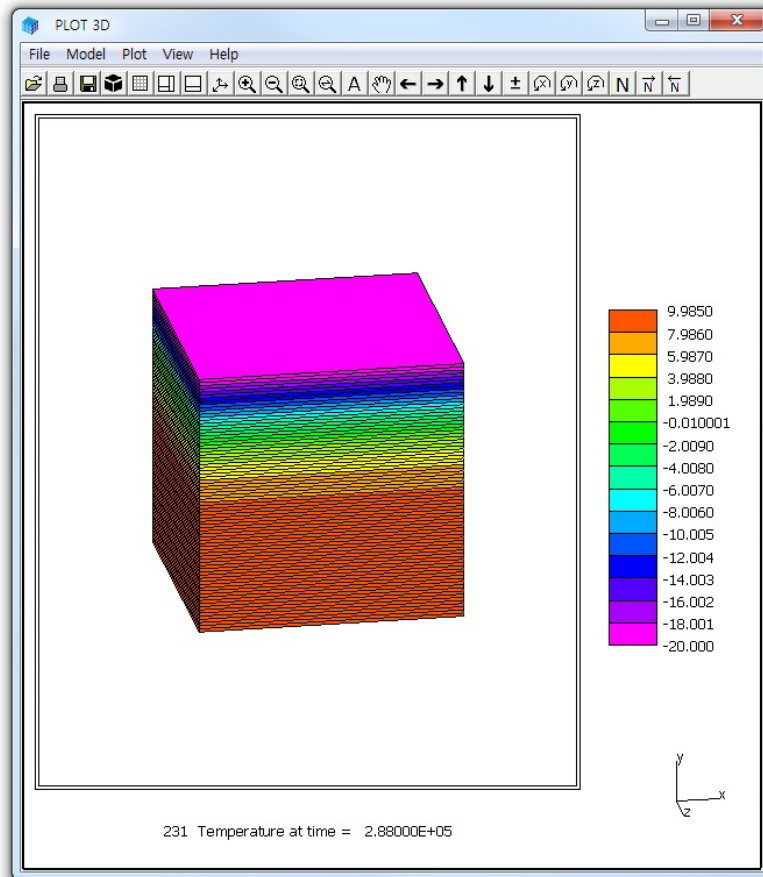 PLOT 3D
File Model Plot View Help
A x y z N N N
9.9850
7.9860
5.9870
3.9880
1.9890
-0.010001
-2.0090
-4.0080
-6.0070
-8.0060
-10.005
-12.004
-14.003
-16.002
-18.001
-20.000
y
x
z
231 Temperature at time = 2.88000E+05